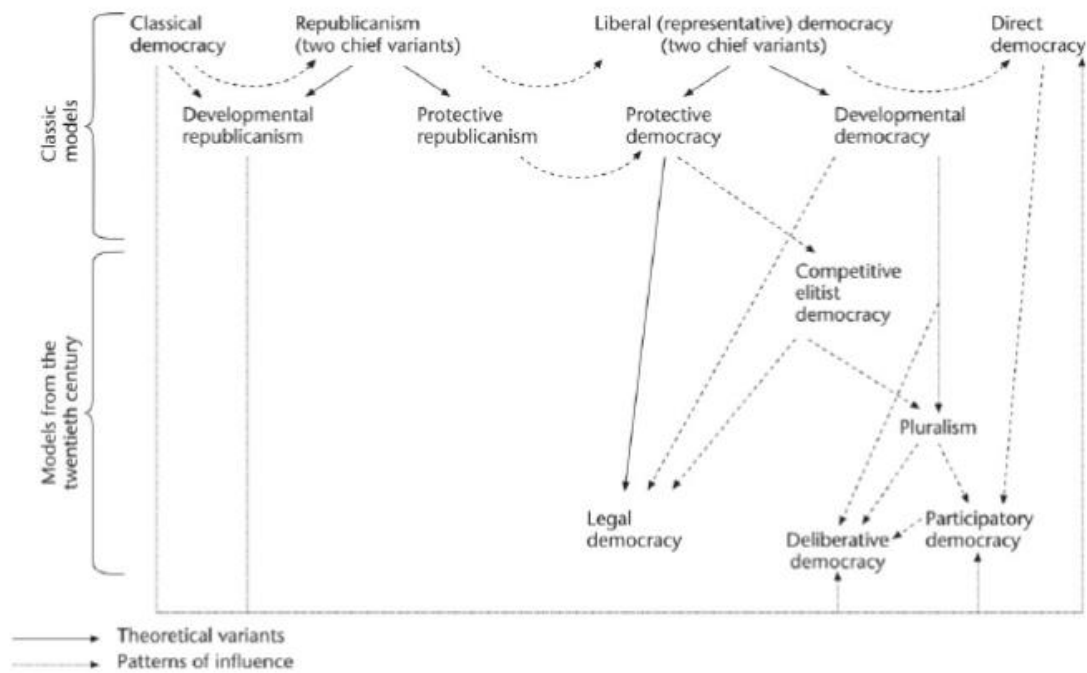 Classical
democracy
Republicanism
(two chief variants)
Liberal (representative) democracy
(two chief variants)
Direct
democracy
Classic
models
Developmental
republicanism
Protective
republicanism
Protective
democracy
Developmental
democracy
Competitive
elitist
democracy
Models from the
twentieth century
Pluralism
Legal
democracy
Deliberative
democracy
Participatory
democracy
Theoretical variants
Patterns of influence